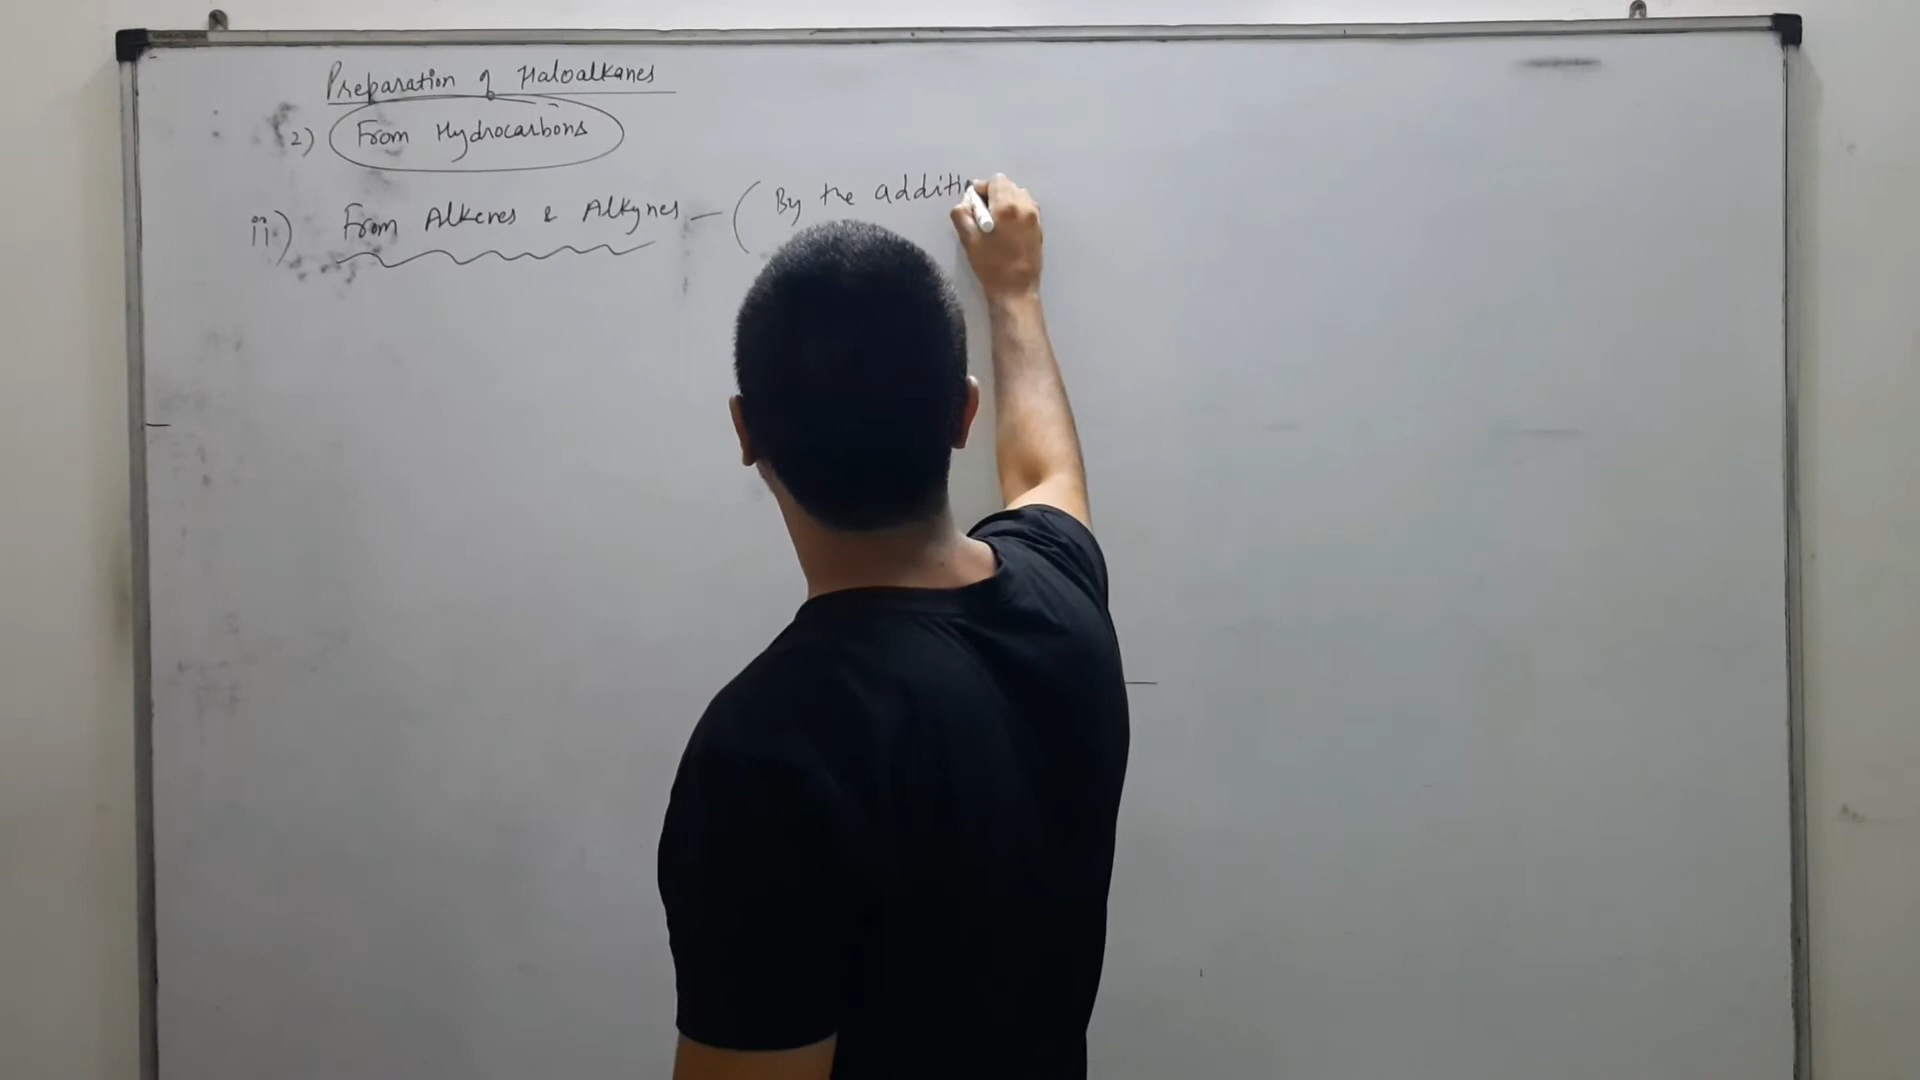 Preparation of Haloalkanes
2) From Hydrocarbons
ii) From Alkenes & Alkynes — (By the additi